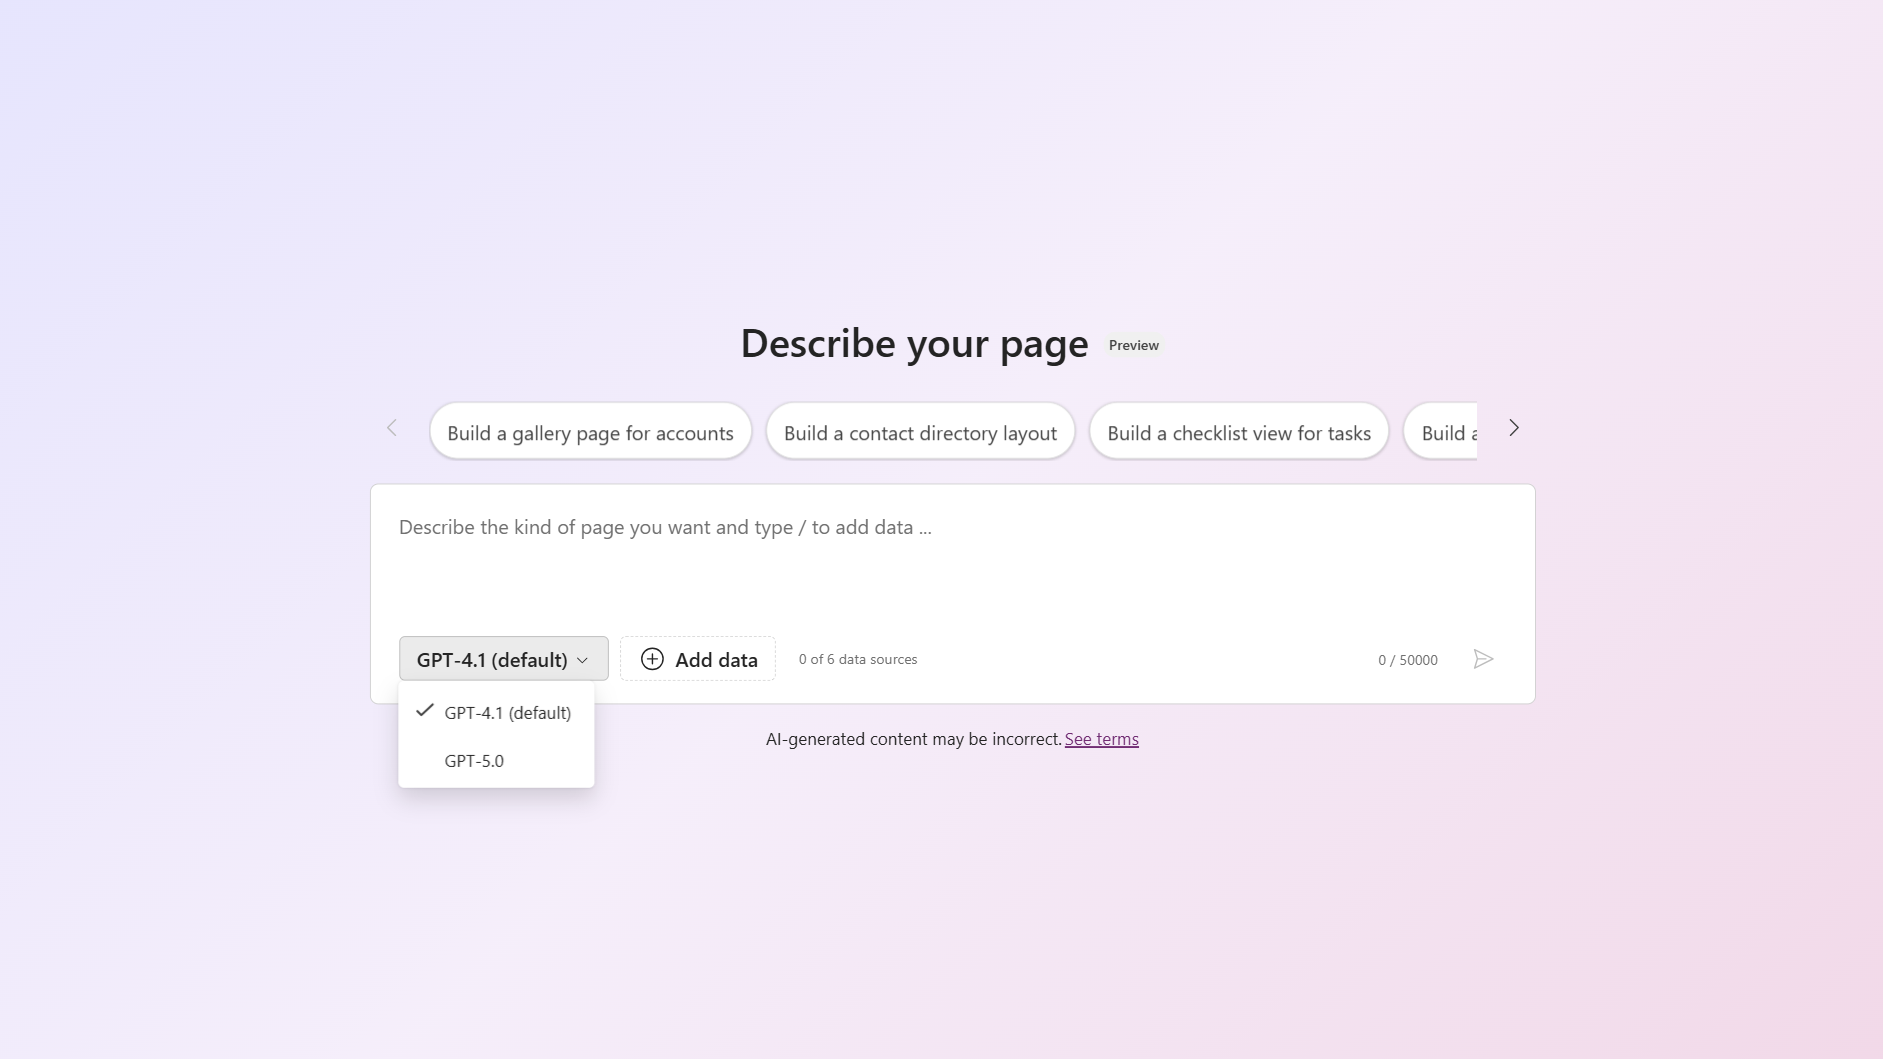 Describe your page Preview
Build a gallery page for accounts Build a contact directory layout Build a checklist view for tasks Build
Describe the kind of page you want and type / to add data ...
GPT-4.1 (default) Add data 0 of 6 data sources 0 / 50000
GPT-4.1 (default)
GPT-5.0
AI-generated content may be incorrect. See terms